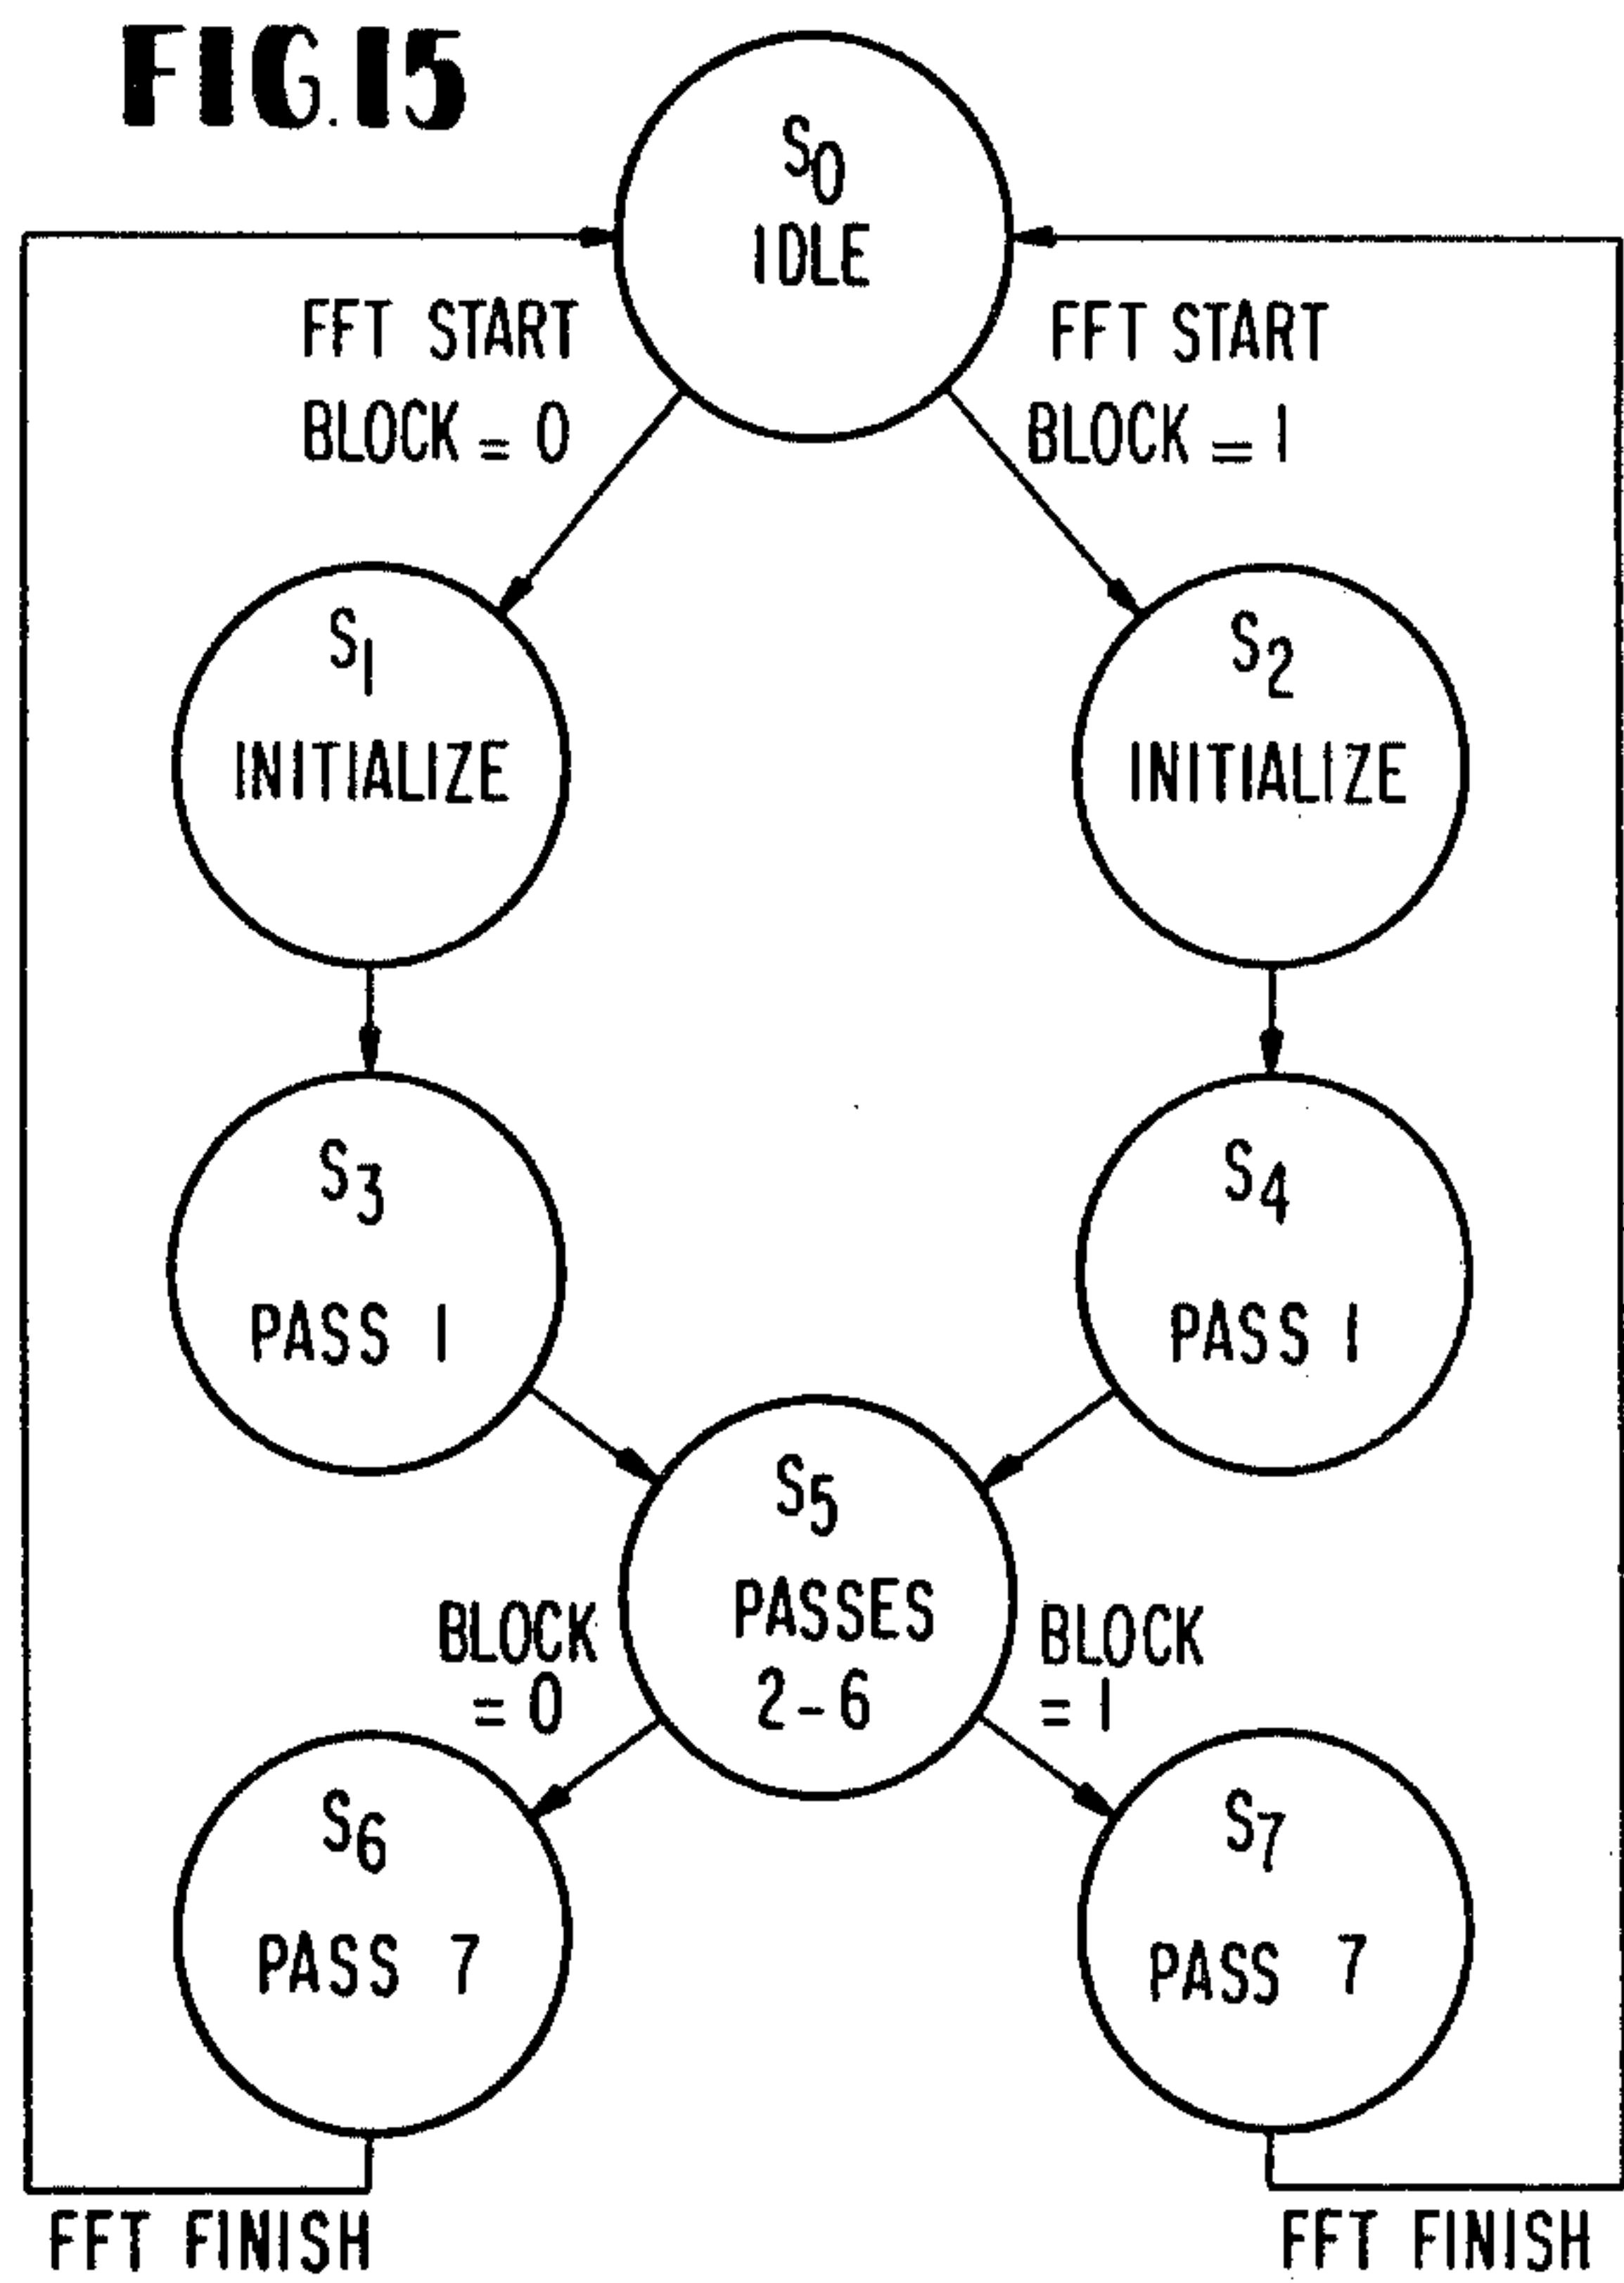 FIG.15
S0
IDLE
FFT START
BLOCK = 0
FFT START
BLOCK = 1
S1
INITIALIZE
S2
INITIALIZE
S3
PASS 1
S4
PASS 1
S5
PASSES
2-6
BLOCK
= 0
BLOCK
= 1
S6
PASS 7
S7
PASS 7
FFT FINISH
FFT FINISH